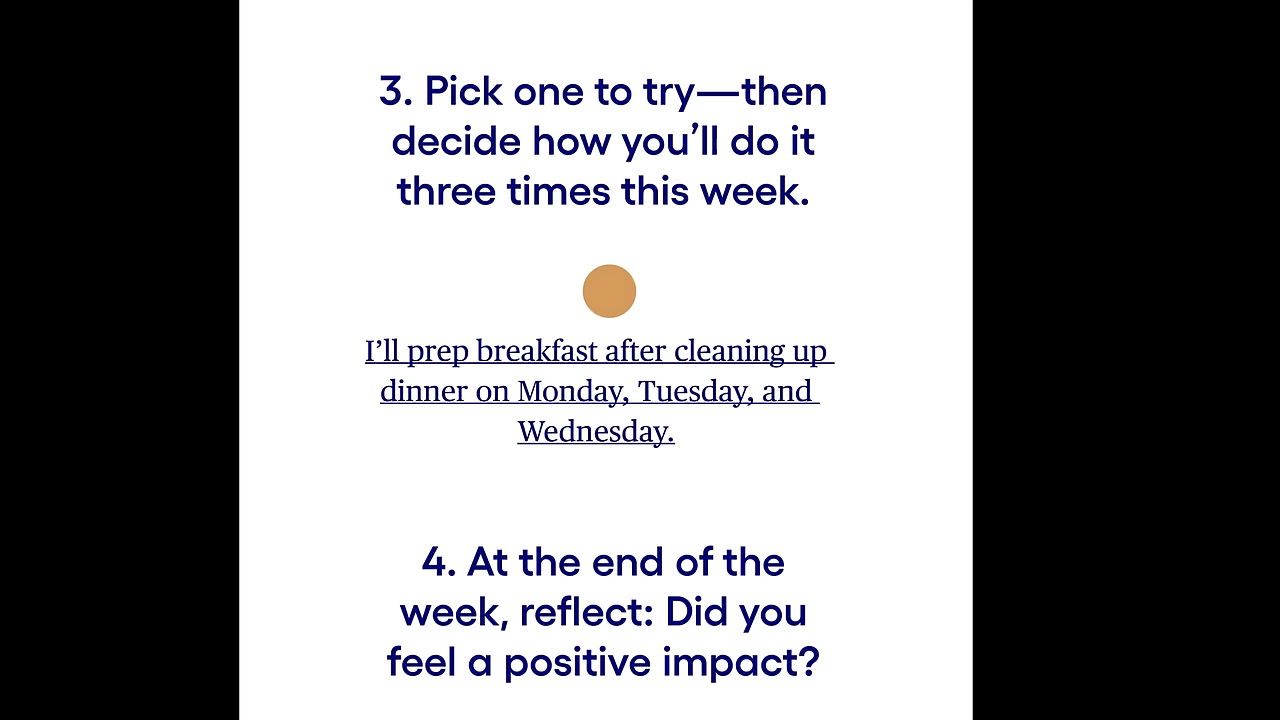 3. Pick one to try—then
decide how you’ll do it
three times this week.
I’ll prep breakfast after cleaning up
dinner on Monday, Tuesday, and
Wednesday.
4. At the end of the
week, reflect: Did you
feel a positive impact?